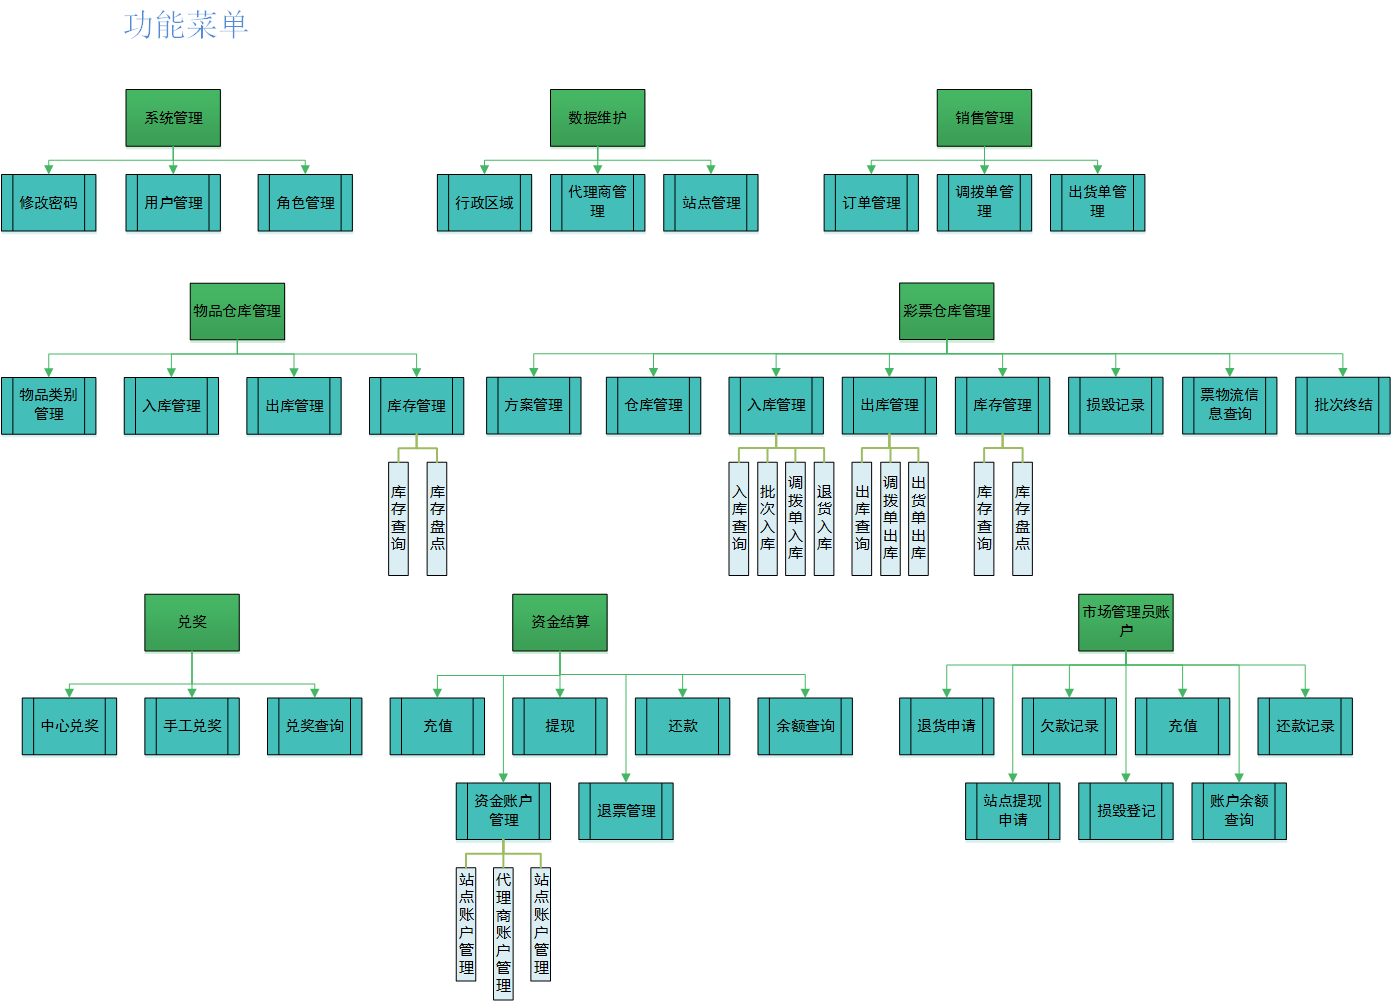 功能菜单
系统管理
数据维护
销售管理
修改密码
用户管理
角色管理
行政区域
代理商管
理
站点管理
订单管理
调拨单管
理
出货单管
理
物品仓库管理
彩票仓库管理
物品类别
管理
入库管理
出库管理
库存管理
方案管理
仓库管理
入库管理
出库管理
库存管理
损毁记录
票物流信
息查询
批次终结
库存查询
库存盘点
入库查询
批次入库
调拨单入库
退货入库
出库查询
调拨单出库
出货单出库
库存查询
库存盘点
兑奖
资金结算
市场管理员账
户
中心兑奖
手工兑奖
兑奖查询
充值
提现
还款
余额查询
退货申请
欠款记录
充值
还款记录
资金账户
管理
退票管理
站点提现
申请
损毁登记
账户余额
查询
站点账户管理
代理商账户管理
站点账户管理